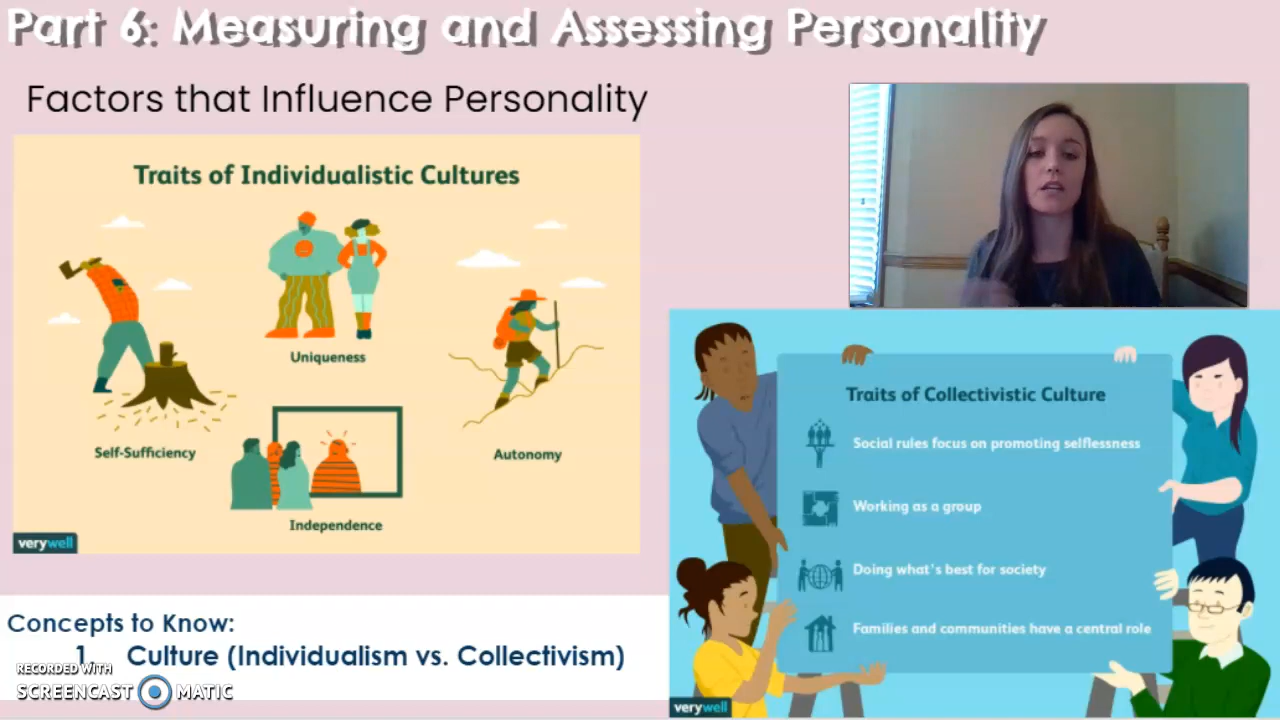 Part 6: Measuring and Assessing Personality
Factors that Influence Personality
Traits of Individualistic Cultures
Uniqueness
Self-Sufficiency
Autonomy
Independence
verywell
Traits of Collectivistic Culture
Social rules focus on promoting selflessness
Working as a group
Doing what's best for society
Families and communities have a central role
verywell
Concepts to Know:
1. Culture (Individualism vs. Collectivism)
RECORDED WITH
SCREENCAST MATIC